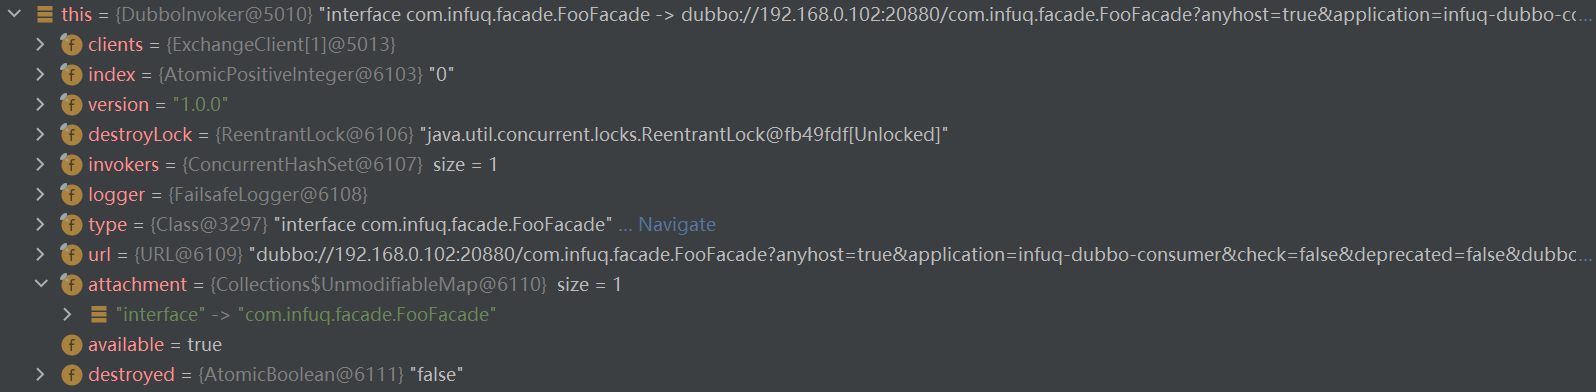 this = {DubboInvoker@5010} "interface com.infuq.facade.FooFacade -> dubbo://192.168.0.102:20880/com.infuq.facade.FooFacade?anyhost=true&application=infuq-dubbo-co...
f clients = {ExchangeClient[1]@5013}
f index = {AtomicPositiveInteger@6103} "0"
f version = "1.0.0"
f destroyLock = {ReentrantLock@6106} "java.util.concurrent.locks.ReentrantLock@fb49fdf[Unlocked]"
f invokers = {ConcurrentHashSet@6107} size = 1
f logger = {FailsafeLogger@6108}
f type = {Class@3297} "interface com.infuq.facade.FooFacade" ... Navigate
f url = {URL@6109} "dubbo://192.168.0.102:20880/com.infuq.facade.FooFacade?anyhost=true&application=infuq-dubbo-consumer&check=false&deprecated=false&dubbo...
f attachment = {Collections$UnmodifiableMap@6110} size = 1
"interface" -> "com.infuq.facade.FooFacade"
f available = true
f destroyed = {AtomicBoolean@6111} "false"